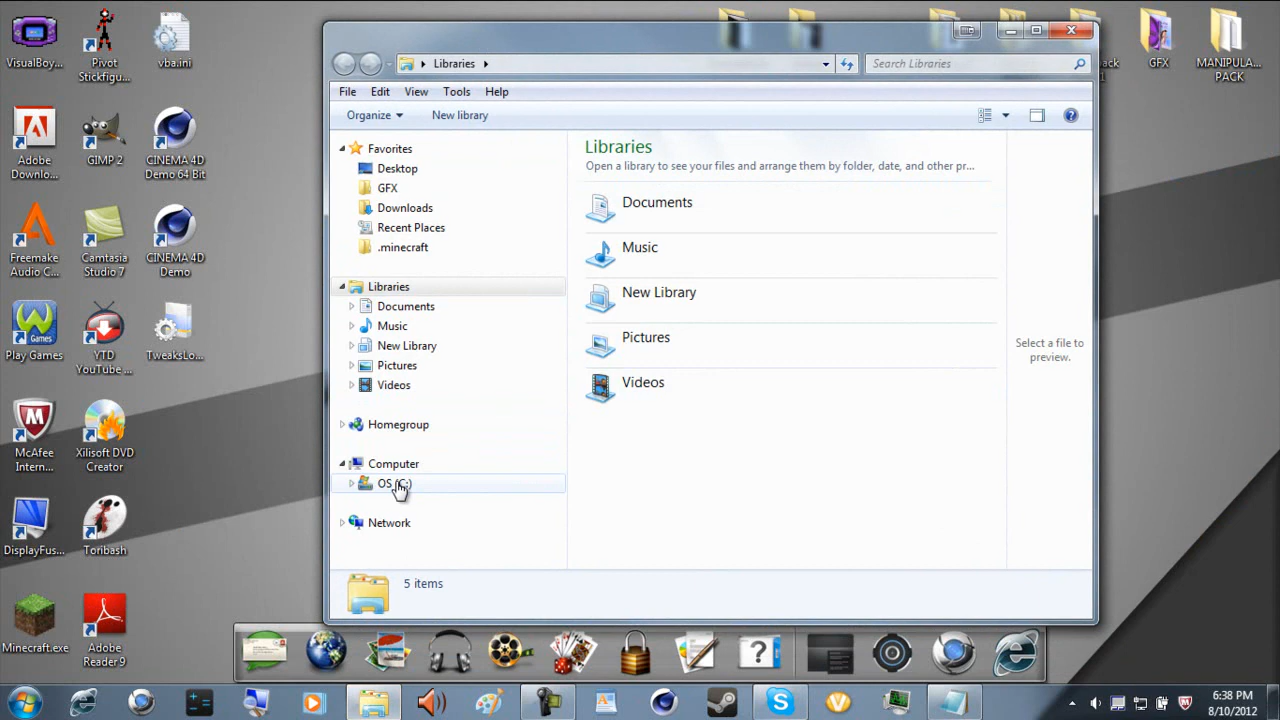 VisualBoy...
Pivot
Stickfigu...
vba.ini
Adobe
Downlo...
GIMP 2
CINEMA 4D
Demo 64 Bit
Freemake
Audio C...
Camtasia
Studio 7
CINEMA 4D
Demo
Games
Play Games
YTD
YouTube ...
TweaksLo...
McAfee
Intern...
Xilisoft DVD
Creator
DisplayFus...
Toribash
Minecraft.exe
Adobe
Reader 9
GFX
MANIPULA...
PACK
Libraries
Search Libraries
File Edit View Tools Help
Organize New library
Favorites
Desktop
GFX
Downloads
Recent Places
.minecraft
Libraries
Documents
Music
New Library
Pictures
Videos
Homegroup
Computer
OS (C:)
Network
Libraries
Open a library to see your files and arrange them by folder, date, and other pr...
Documents
Music
New Library
Pictures
Videos
Select a file to
preview.
5 items
6:38 PM
8/10/2012